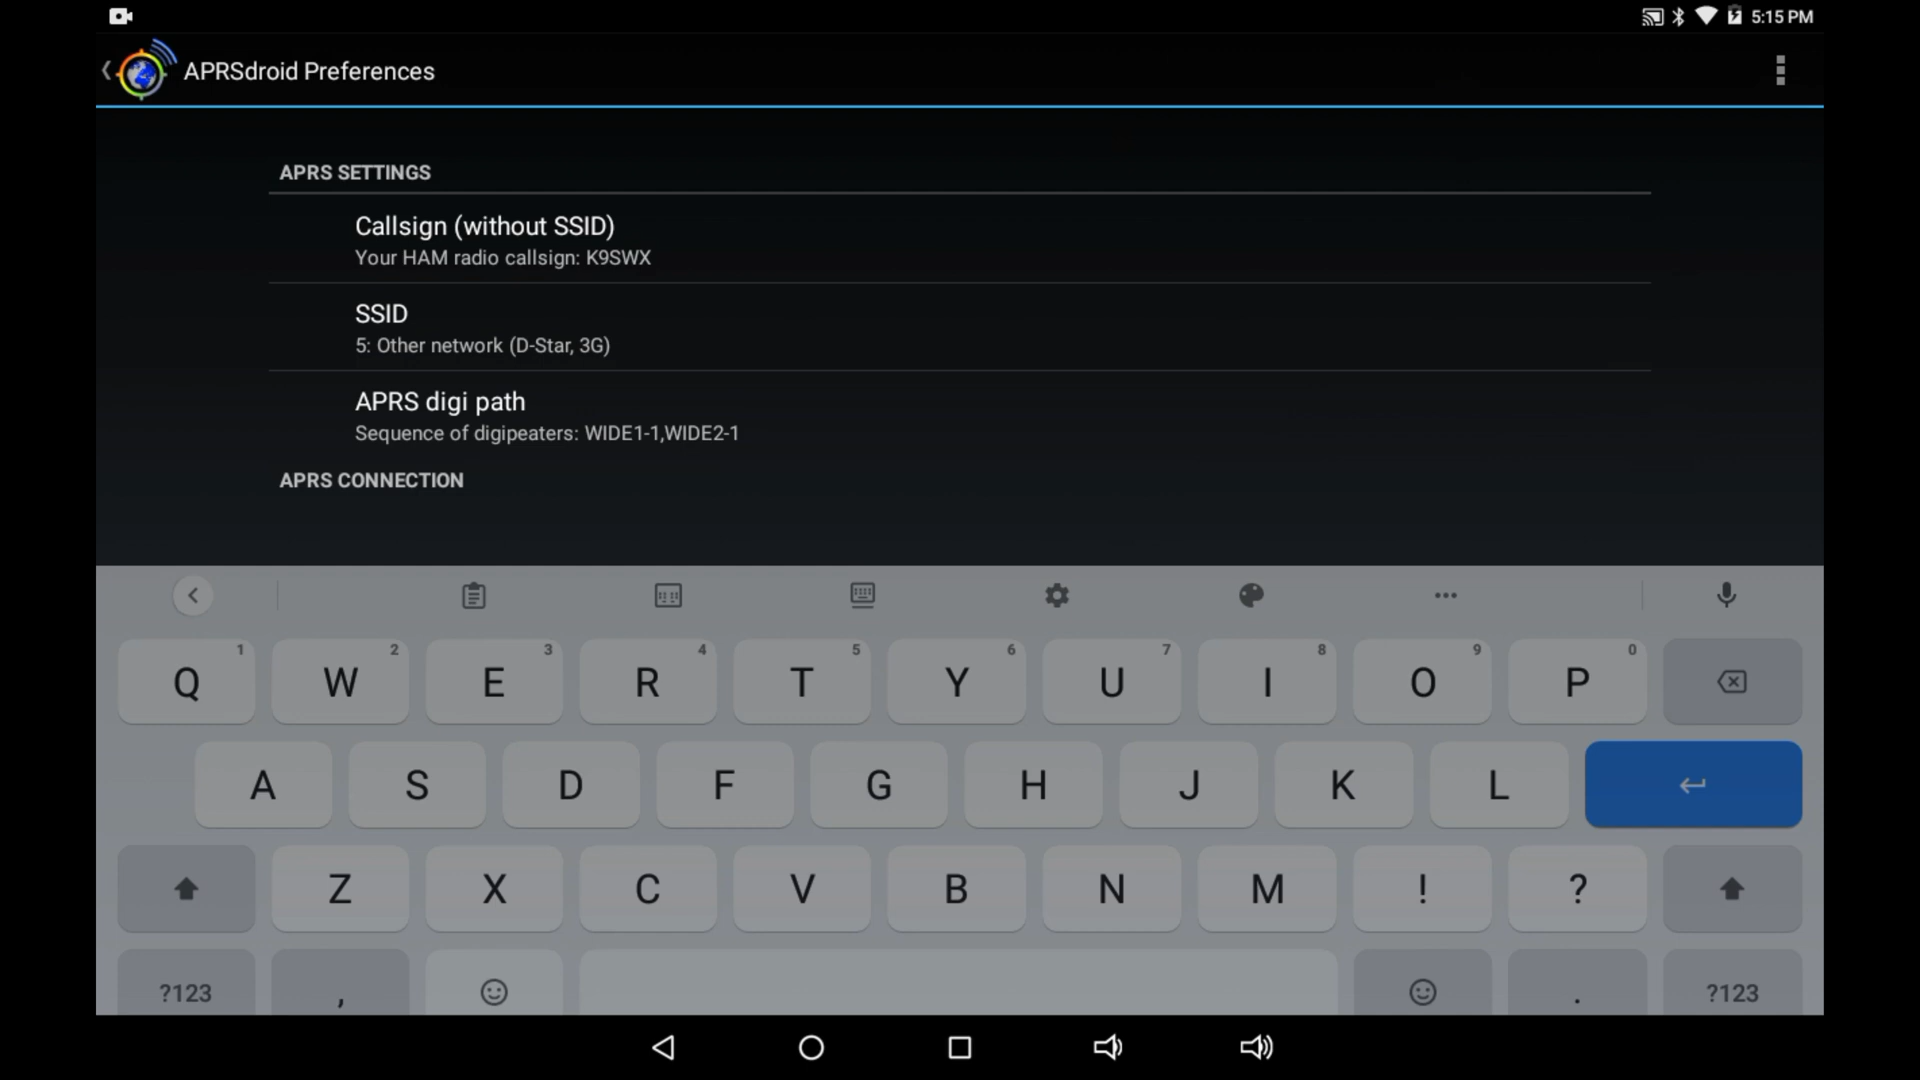 5:15 PM
APRSdroid Preferences
APRS SETTINGS
Callsign (without SSID)
Your HAM radio callsign: K9SWX
SSID
5: Other network (D-Star, 3G)
APRS digi path
Sequence of digipeaters: WIDE1-1,WIDE2-1
APRS CONNECTION
1 2 3 4 5 6 7 8 9 0
Q W E R T Y U I O P
A S D F G H J K L
Z X C V B N M ! ?
?123 , . ?123